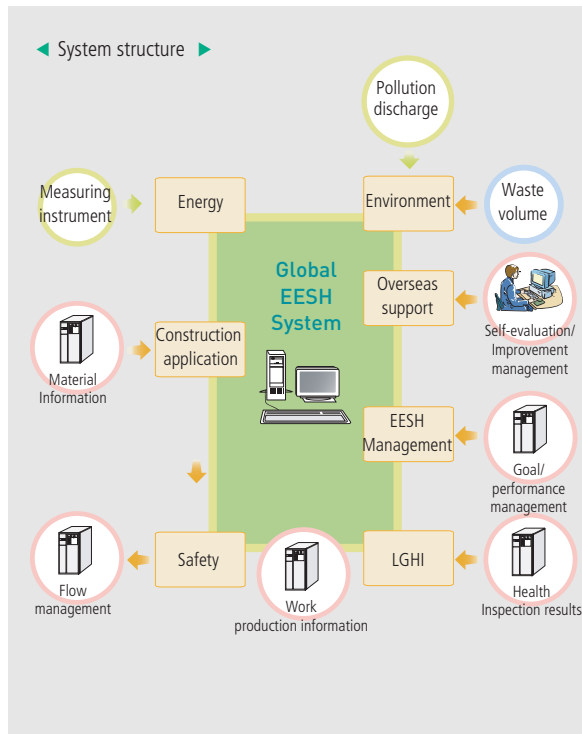 ◄ System structure ►
Pollution
discharge
Measuring
instrument
Energy
Environment
Waste
volume
Global
EESH
System
Overseas
support
Self-evaluation/
Improvement
management
Construction
application
Material
Information
EESH
Management
Goal/
performance
management
Safety
Flow
management
Work
production information
LGHI
Health
Inspection results